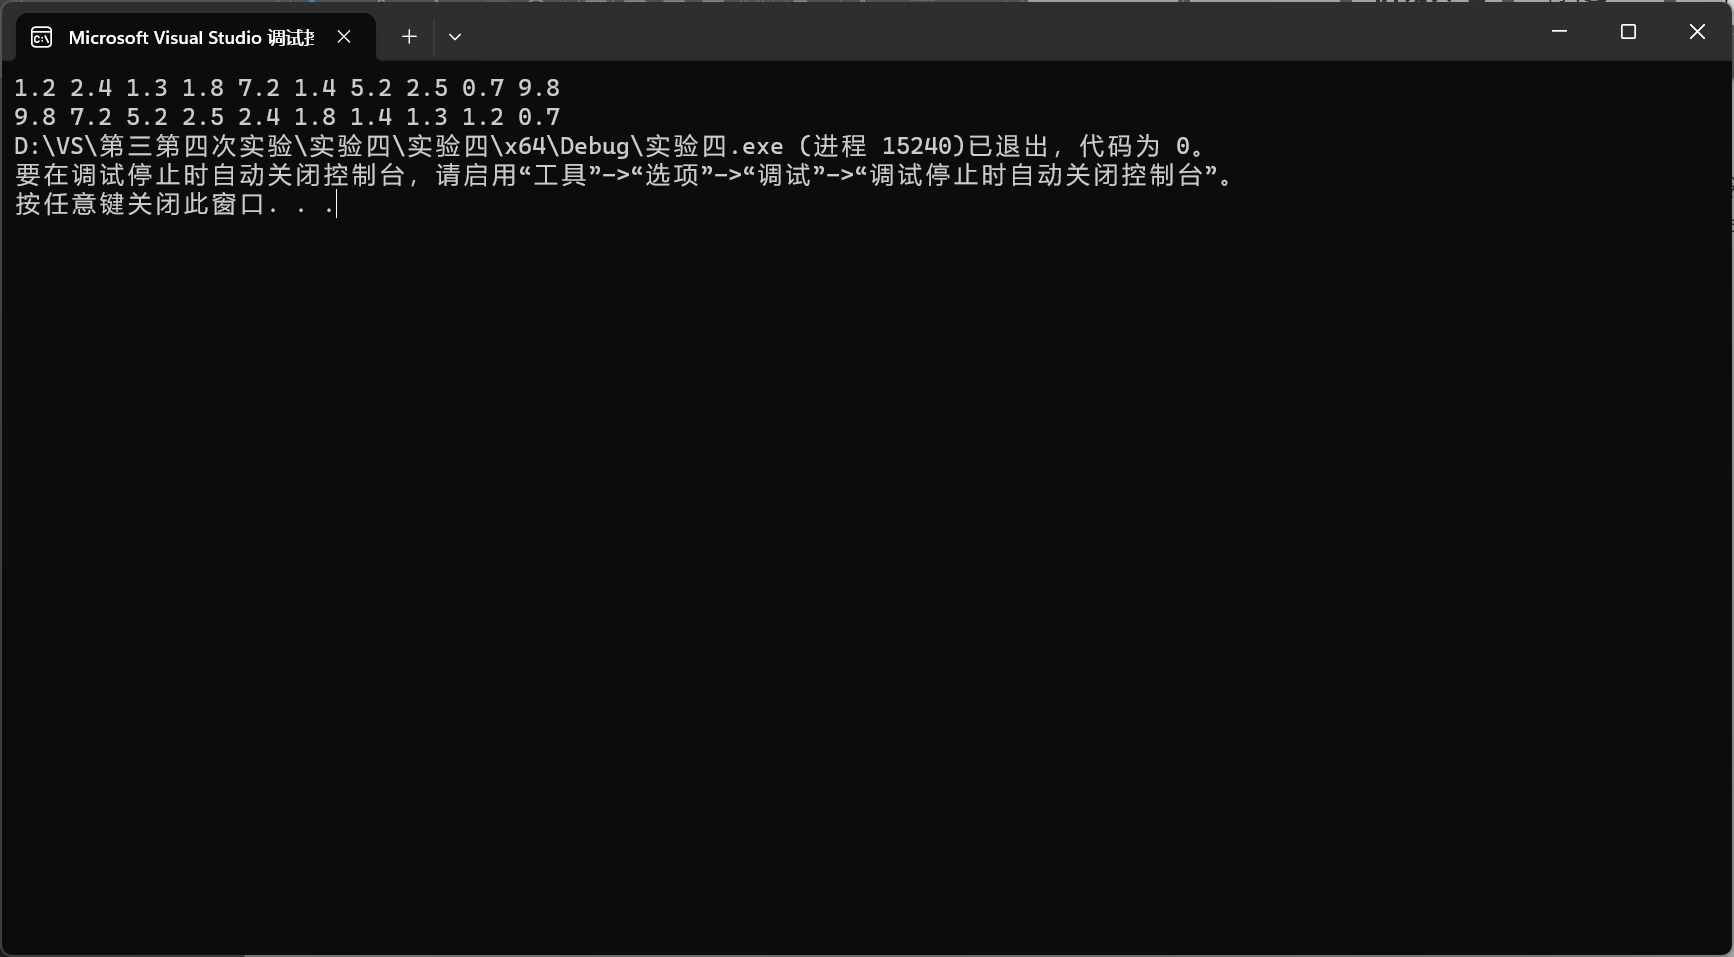 Microsoft Visual Studio 调试
1.2 2.4 1.3 1.8 7.2 1.4 5.2 2.5 0.7 9.8
9.8 7.2 5.2 2.5 2.4 1.8 1.4 1.3 1.2 0.7
D:\VS\第三第四次实验\实验四\实验四\x64\Debug\实验四.exe (进程 15240)已退出，代码为 0。
要在调试停止时自动关闭控制台，请启用“工具”->“选项”->“调试”->“调试停止时自动关闭控制台”。
按任意键关闭此窗口. . .